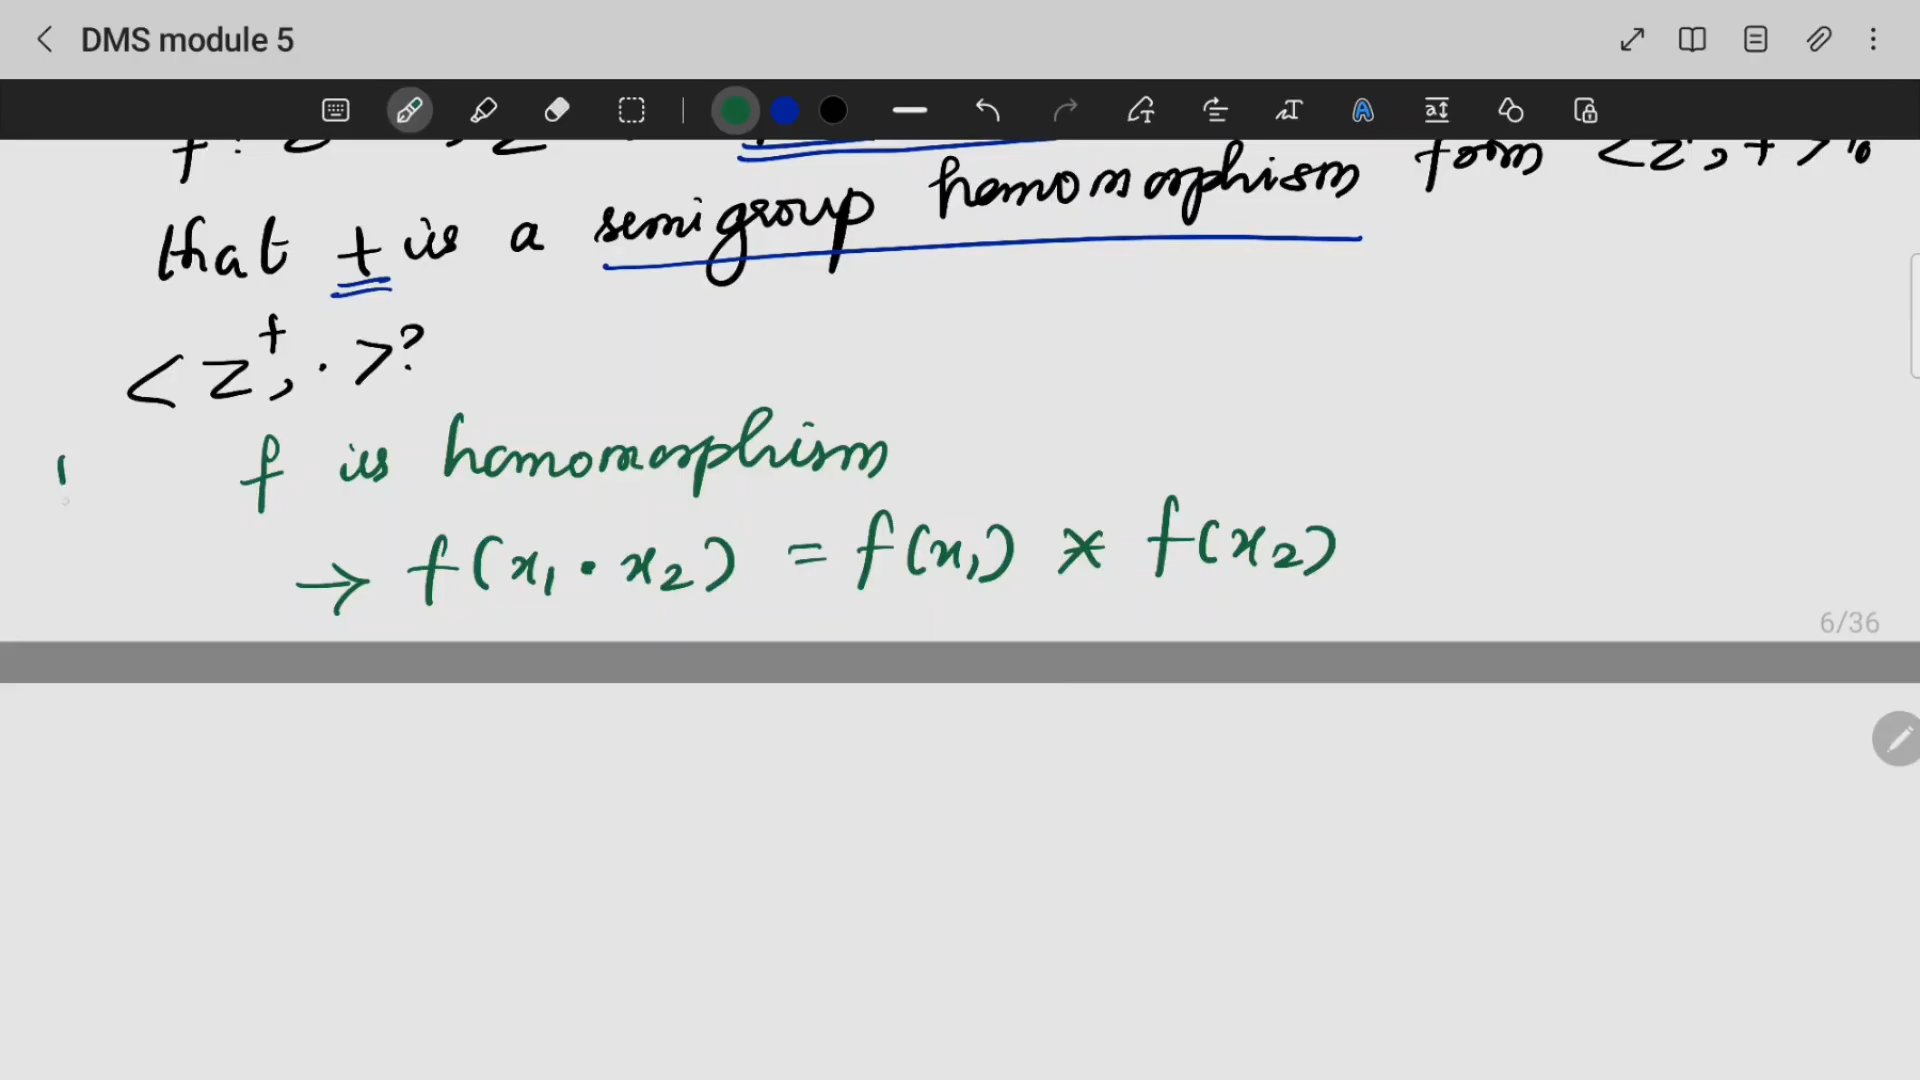 DMS module 5
that f is a semigroup homomorphism from <Z⁺, +> to
<Z⁺, · >?
f is homomorphism
→ f(x₁ • x₂) = f(x₁) * f(x₂)
6/36